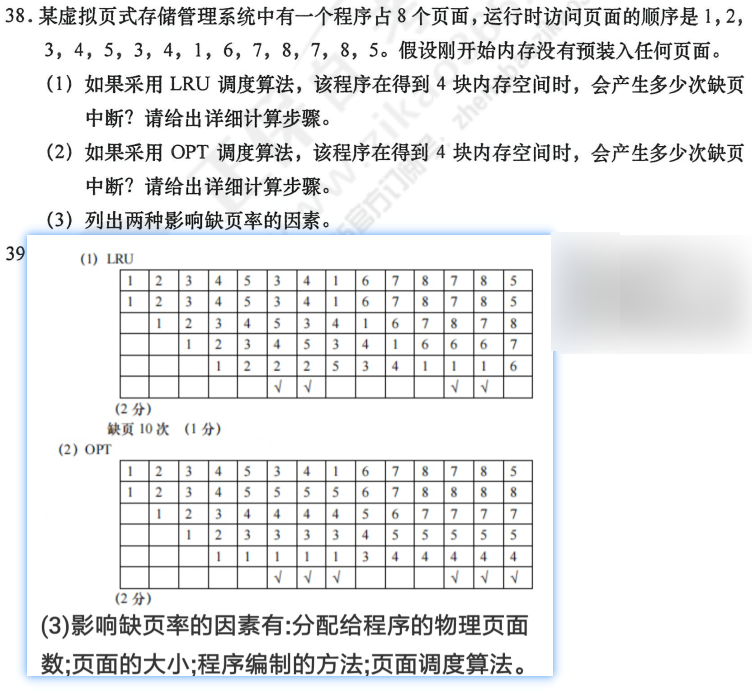 38. 某虚拟页式存储管理系统中有一个程序占 8 个页面，运行时访问页面的顺序是 1，2，
3，4，5，3，4，1，6，7，8，7，8，5。假设刚开始内存没有预装入任何页面。
（1）如果采用 LRU 调度算法，该程序在得到 4 块内存空间时，会产生多少次缺页
中断？请给出详细计算步骤。
（2）如果采用 OPT 调度算法，该程序在得到 4 块内存空间时，会产生多少次缺页
中断？请给出详细计算步骤。
（3）列出两种影响缺页率的因素。
39
(1) LRU
1 2 3 4 5 3 4 1 6 7 8 7 8 5
1 2 3 4 5 3 4 1 6 7 8 7 8 5
1 2 3 4 5 3 4 1 6 7 8 7 8
1 2 3 4 5 3 4 1 6 6 6 7
1 2 2 2 5 3 4 1 1 1 6
√ √ √ √
(2 分)
缺页 10 次 (1 分)
(2) OPT
1 2 3 4 5 3 4 1 6 7 8 7 8 5
1 2 3 4 5 5 5 5 6 7 8 8 8 8
1 2 3 4 4 4 4 5 6 7 7 7 7
1 2 3 3 3 3 4 5 5 5 5 5
1 1 1 1 1 3 4 4 4 4 4
√ √ √ √ √ √
(2 分)
(3)影响缺页率的因素有:分配给程序的物理页面
数;页面的大小;程序编制的方法;页面调度算法。